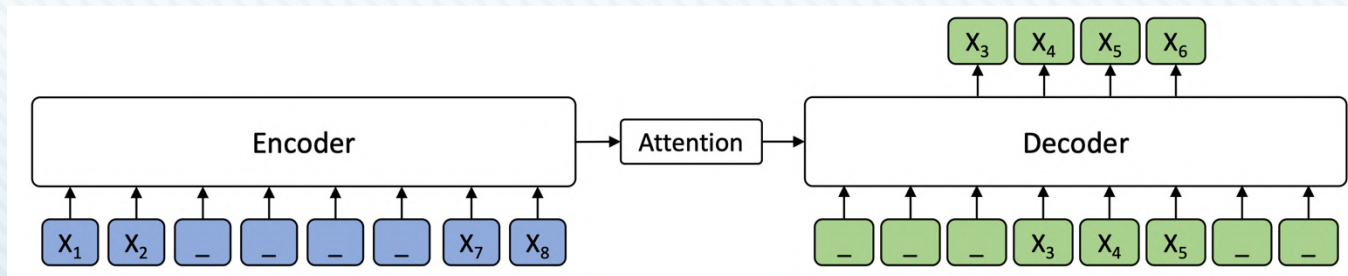 X₃ X₄ X₅ X₆
Encoder Attention Decoder
X₁ X₂ _ _ _ _ X₇ X₈ _ _ _ X₃ X₄ X₅ _ _